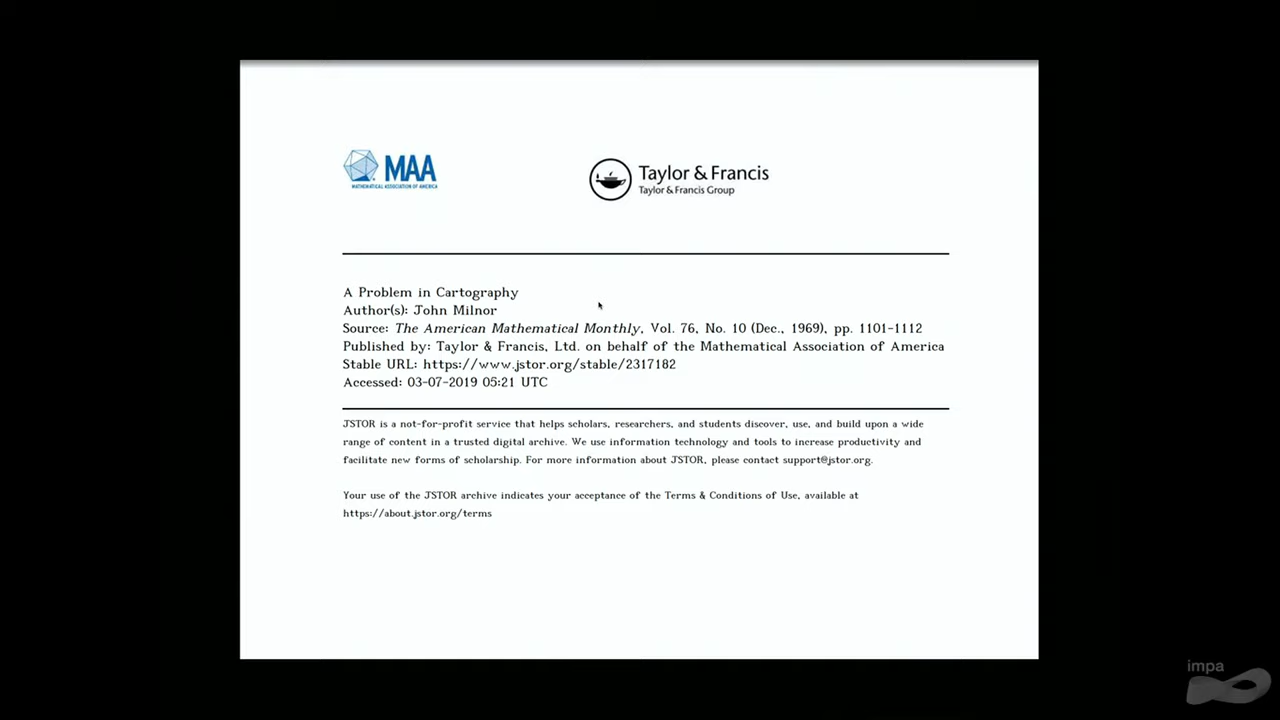 MAA
MATHEMATICAL ASSOCIATION OF AMERICA
Taylor & Francis
Taylor & Francis Group
A Problem in Cartography
Author(s): John Milnor
Source: The American Mathematical Monthly, Vol. 76, No. 10 (Dec., 1969), pp. 1101-1112
Published by: Taylor & Francis, Ltd. on behalf of the Mathematical Association of America
Stable URL: https://www.jstor.org/stable/2317182
Accessed: 03-07-2019 05:21 UTC
JSTOR is a not-for-profit service that helps scholars, researchers, and students discover, use, and build upon a wide
range of content in a trusted digital archive. We use information technology and tools to increase productivity and
facilitate new forms of scholarship. For more information about JSTOR, please contact support@jstor.org.
Your use of the JSTOR archive indicates your acceptance of the Terms & Conditions of Use, available at
https://about.jstor.org/terms
impa